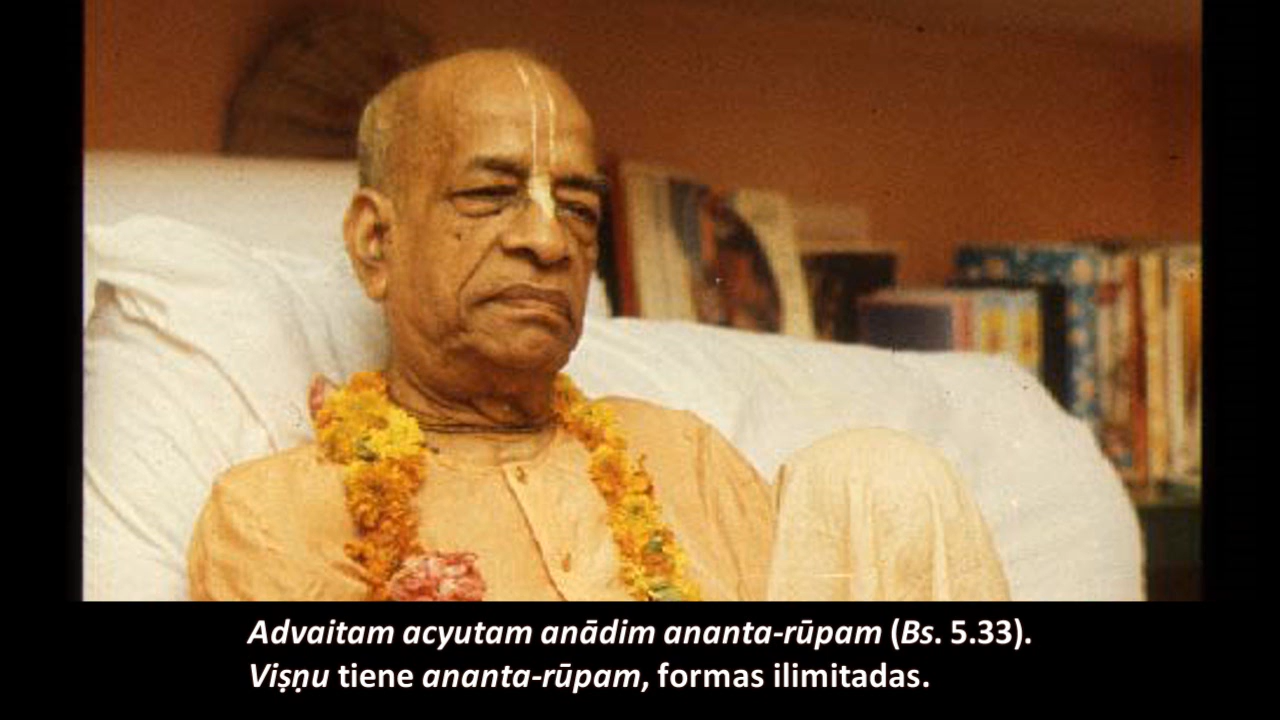 Advaitam acyutam anādim ananta-rūpam (Bs. 5.33).
Viṣṇu tiene ananta-rūpam, formas ilimitadas.